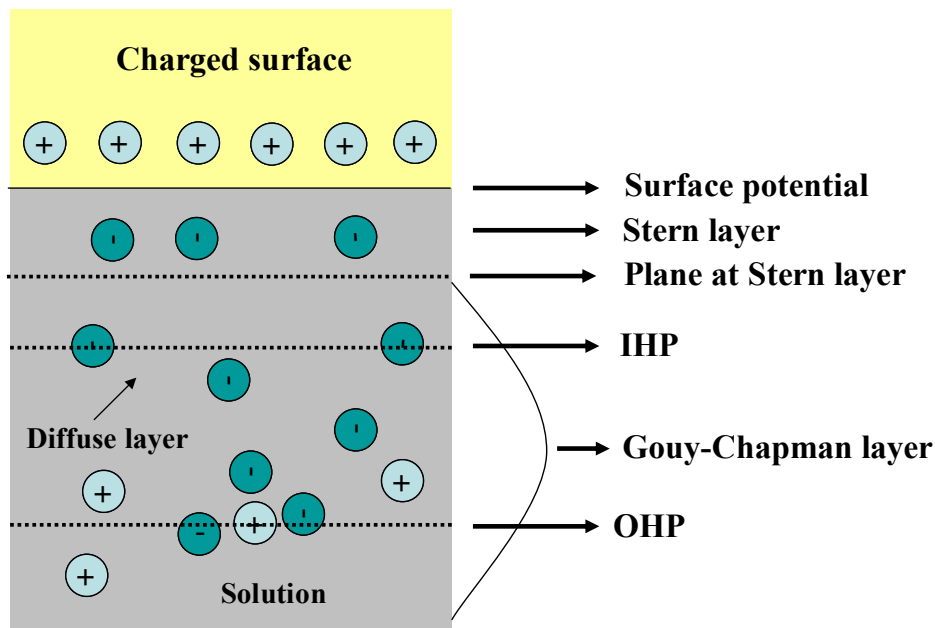 Charged surface
+ + + + + +
Surface potential
- - -
Stern layer
Plane at Stern layer
- -
IHP
-
Diffuse layer
-
Gouy-Chapman layer
-
+ +
- + -
OHP
+
Solution